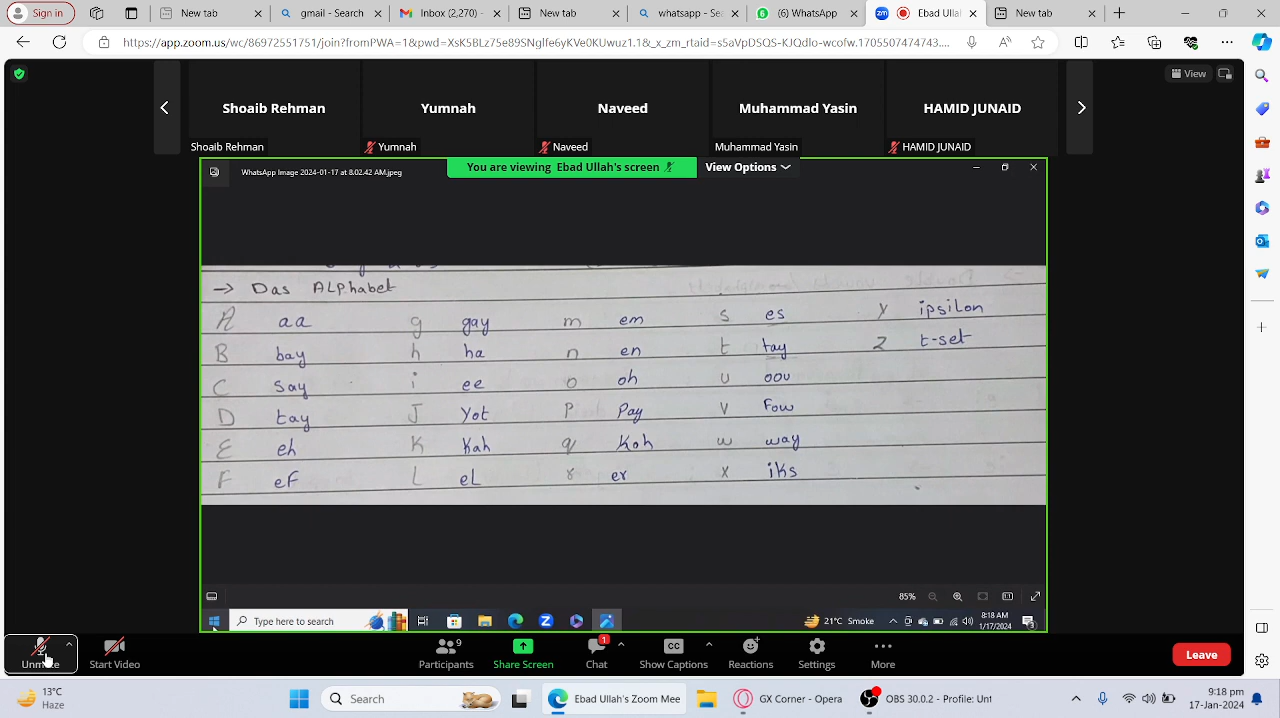 Sign in
New tab
gmail - Search
Inbox (2,270) -
New tab
whatsapp - S
(6) WhatsApp
Ebad Ullah
New tab
https://app.zoom.us/wc/86972551751/join?fromPWA=1&pwd=XsK5BLz75e89SNglfe6yKVe0KUwuz1.1&_x_zm_rtaid=s5aVpDSQS-KJQdlo-wcofw.1705507474743....
View
Shoaib Rehman Yumnah Naveed Muhammad Yasin HAMID JUNAID
Shoaib Rehman Yumnah Naveed Muhammad Yasin HAMID JUNAID
WhatsApp Image 2024-01-17 at 8.02.42 AM.jpeg
You are viewing Ebad Ullah's screen
View Options
→ Das Alphabet
A aa g gay m em s es y ipsilon
B bay h ha n en t tay z t-set
C say i ee o oh u oou
D tay J yot P Pay V Fow
E eh K Kah q Koh w way
F eF L eL r er x iks
85%
Type here to search
21°C Smoke
8:18 AM
1/17/2024
Unmute
Start Video
9
Participants
Share Screen
1
Chat
CC
Show Captions
Reactions
Settings
More
Leave
13°C
Haze
Search
Ebad Ullah's Zoom Mee
GX Corner - Opera
OBS 30.0.2 - Profile: Unt
9:18 pm
17-Jan-2024